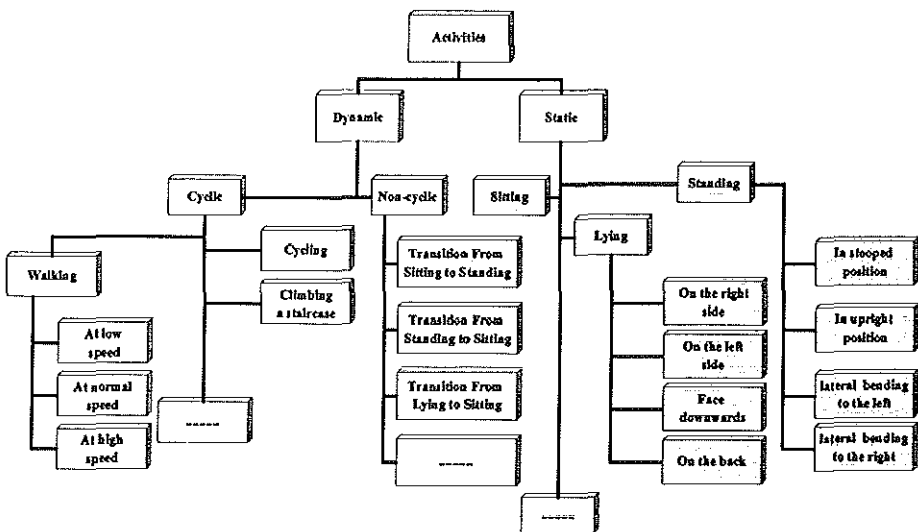 Activities
Dynamic
Static
Cyclic
Non-cyclic
Sitting
Standing
Walking
Cycling
Climbing
a staircase
At low
speed
At normal
speed
At high
speed
------
Transition From
Sitting to Standing
Transition From
Standing to Sitting
Transition From
Lying to Sitting
------
Lying
On the right
side
On the left
side
Face
downwards
On the back
------
In stooped
position
In upright
position
lateral bending
to the left
lateral bending
to the right